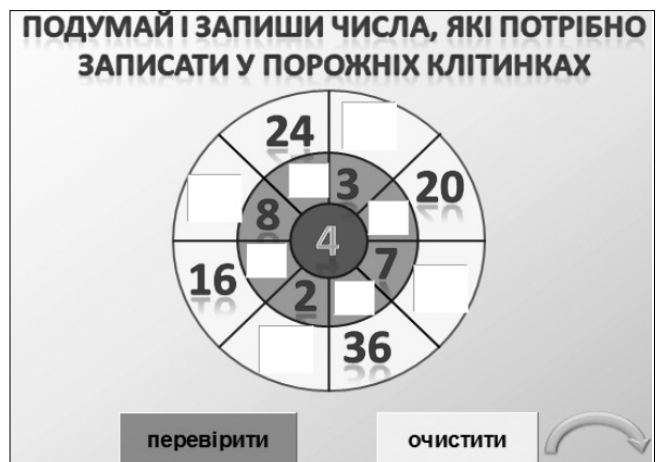 ПОДУМАЙ І ЗАПИШИ ЧИСЛА, ЯКІ ПОТРІБНО
ЗАПИСАТИ У ПОРОЖНІХ КЛІТИНКАХ
24
3
20
8
4
7
16
2
36
перевірити
очистити